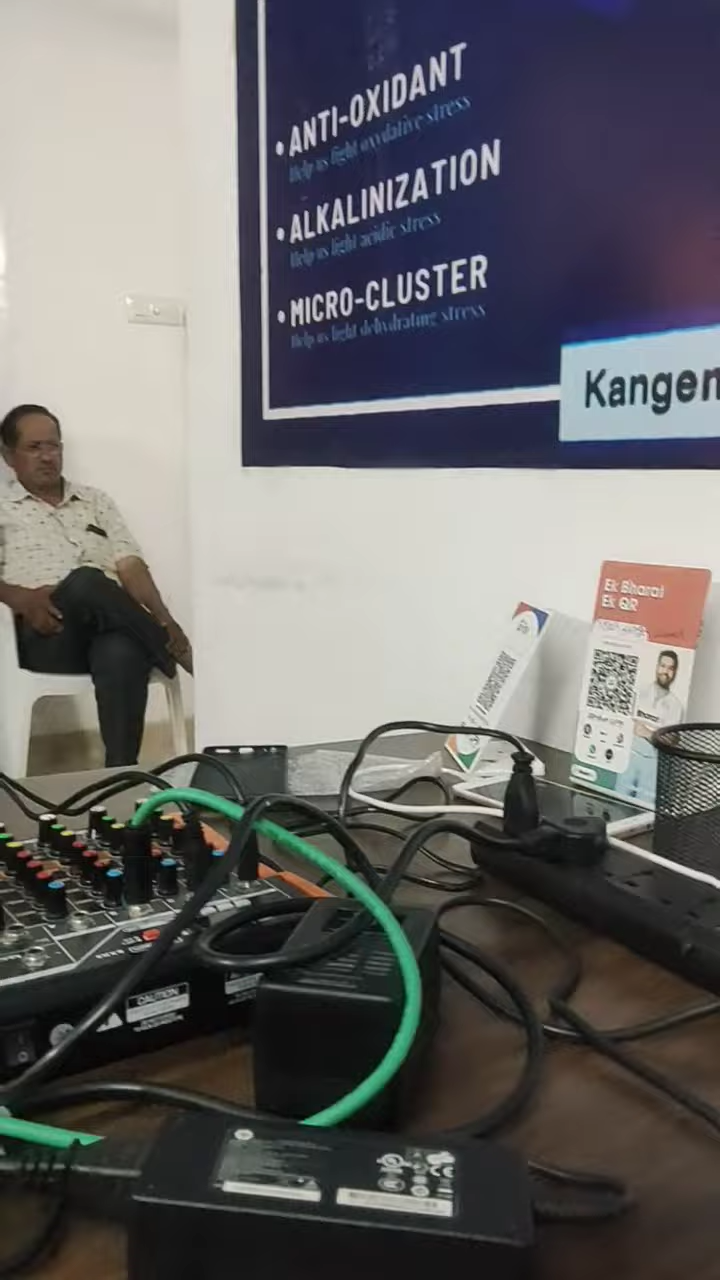 • ANTI-OXIDANT
Help us fight oxydative stress
• ALKALINIZATION
Help us fight acidic stress
• MICRO-CLUSTER
Help us fight dehydrating stress
Kangen
Ek Bharat
Ek QR
CAUTION